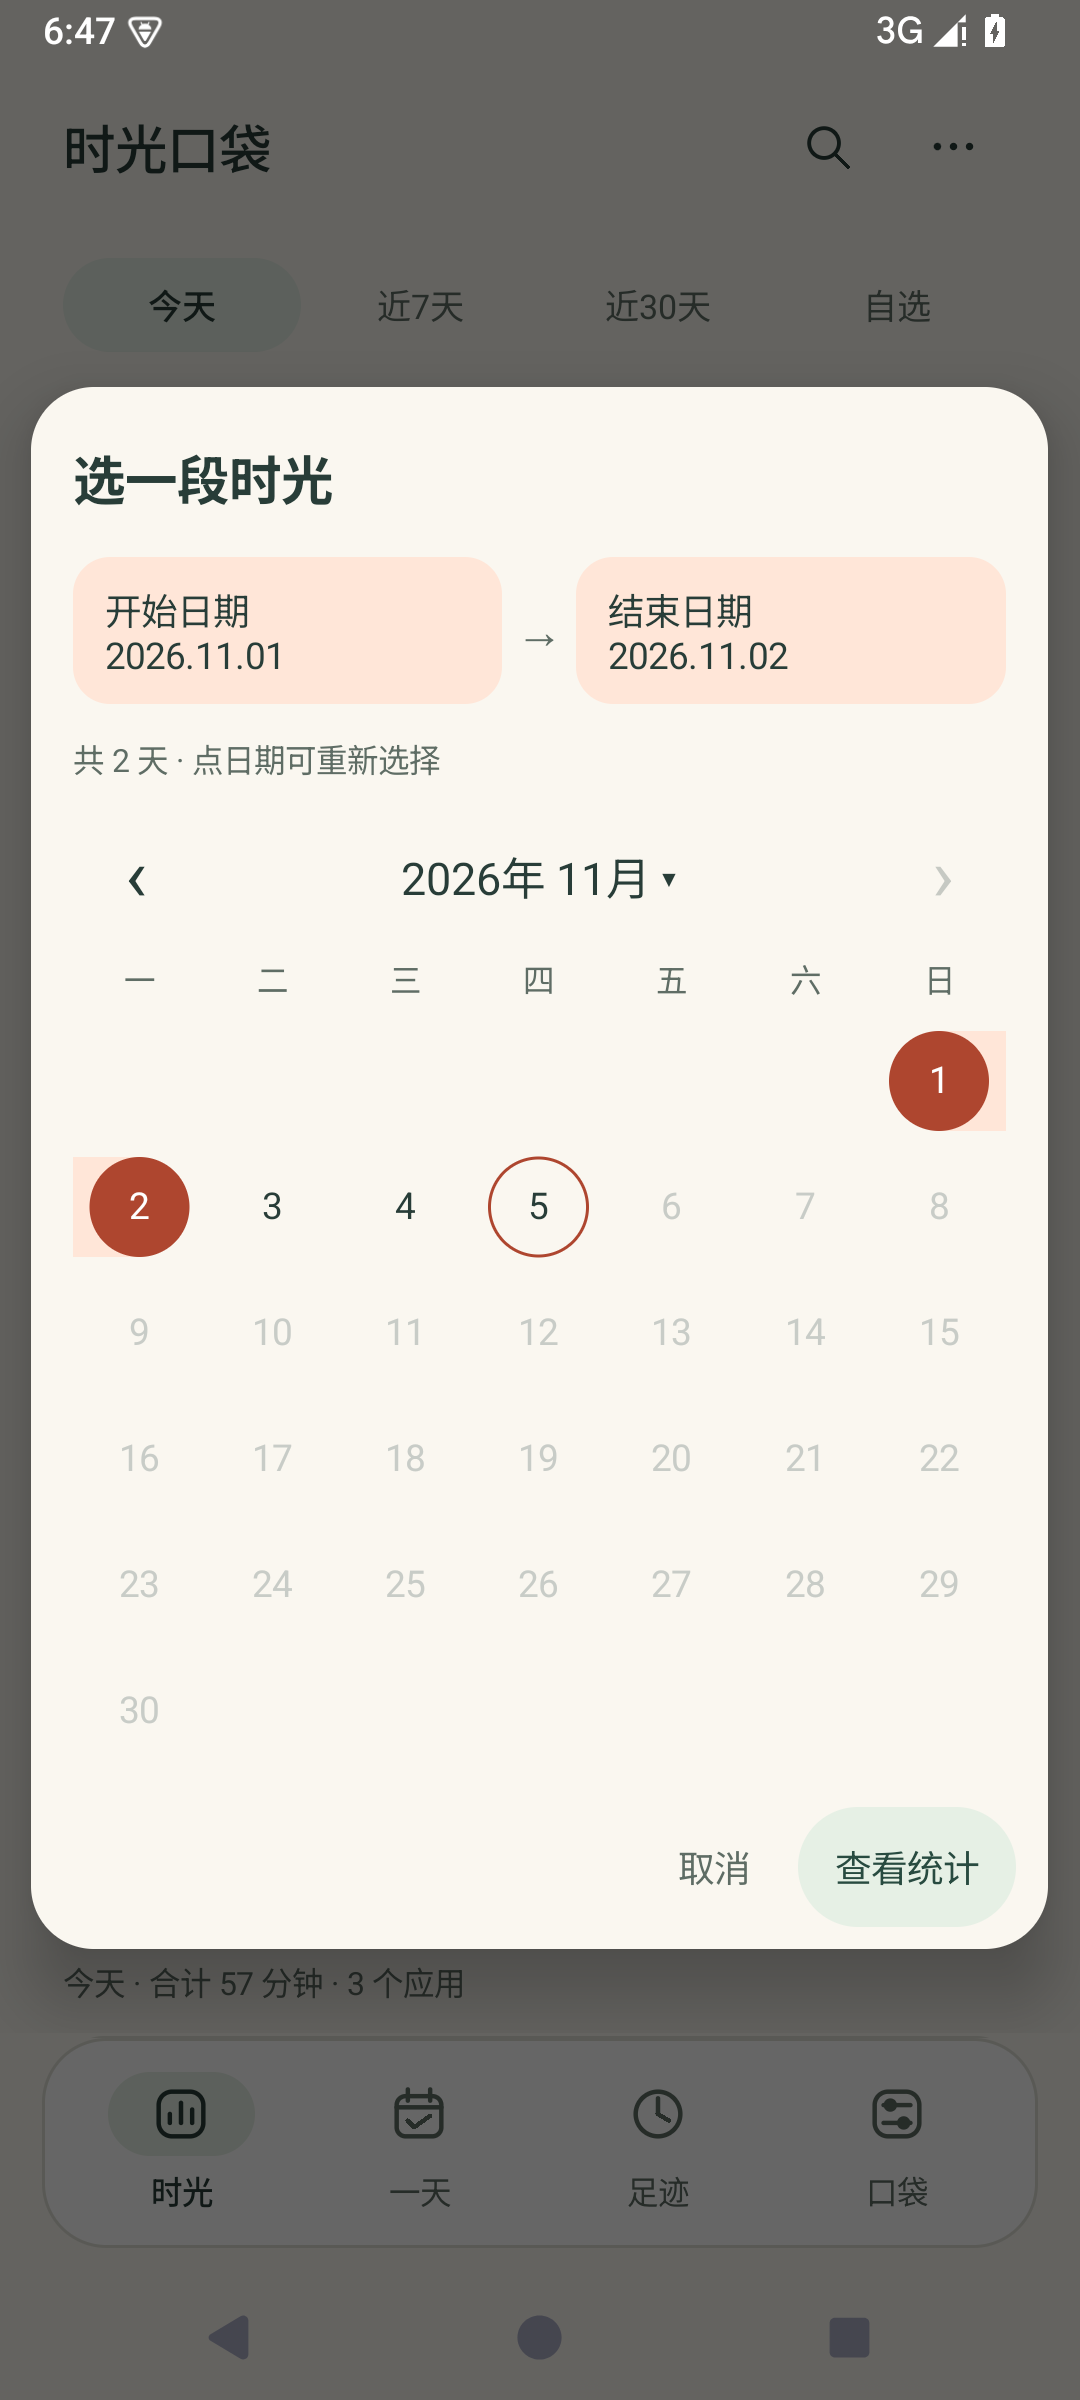 6:47
3G
时光口袋
今天 近7天 近30天 自选
选一段时光
开始日期
2026.11.01
→
结束日期
2026.11.02
共 2 天 · 点日期可重新选择
‹ 2026年 11月 ▾ ›
一 二 三 四 五 六 日
1
2 3 4 5 6 7 8
9 10 11 12 13 14 15
16 17 18 19 20 21 22
23 24 25 26 27 28 29
30
取消 查看统计
今天 · 合计 57 分钟 · 3 个应用
时光 一天 足迹 口袋